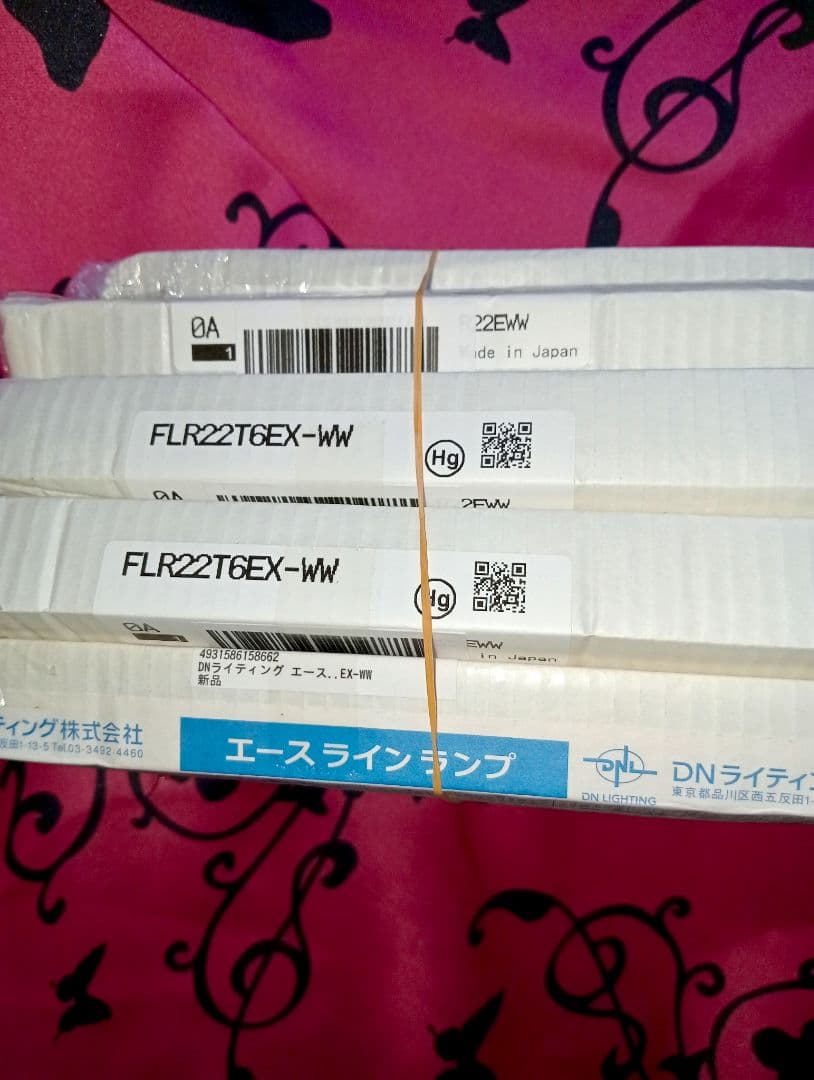 0A
1
22EWW
Made in Japan
FLR22T6EX-WW
Hg
0A
2EWW
FLR22T6EX-WW
Hg
0A
EWW
in Japan
4931586158662
DNライティング エース..EX-WW
新品
ティング株式会社
反田1-13-5 Tel.03-3492-4460
エースラインランプ
DNL
DN LIGHTING
DNライティン
東京都品川区西五反田1-